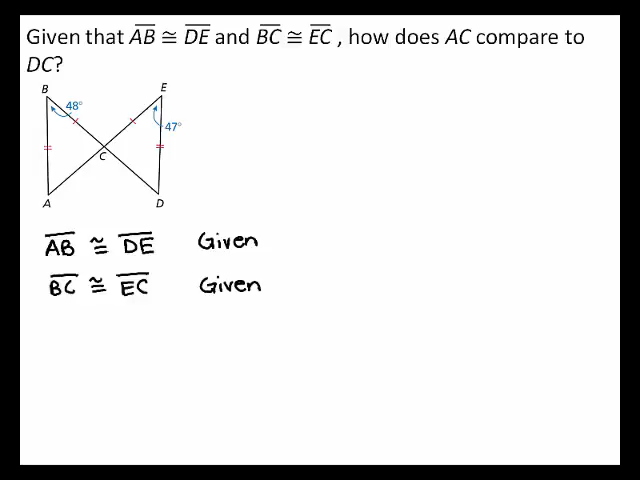 Given that AB ≅ DE and BC ≅ EC , how does AC compare to
DC?
B
E
48°
47°
C
A
D
AB ≅ DE Given
BC ≅ EC Given